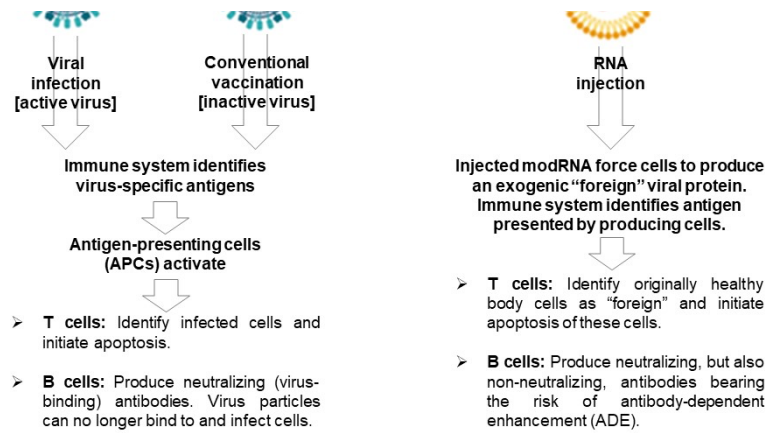 Viral
infection
[active virus]
Conventional
vaccination
[inactive virus]
Immune system identifies
virus-specific antigens
Antigen-presenting cells
(APCs) activate
➢ T cells: Identify infected cells and
initiate apoptosis.
➢ B cells: Produce neutralizing (virus-
binding) antibodies. Virus particles
can no longer bind to and infect cells.
RNA
injection
Injected modRNA force cells to produce
an exogenic “foreign” viral protein.
Immune system identifies antigen
presented by producing cells.
➢ T cells: Identify originally healthy
body cells as “foreign” and initiate
apoptosis of these cells.
➢ B cells: Produce neutralizing, but also
non-neutralizing, antibodies bearing
the risk of antibody-dependent
enhancement (ADE).